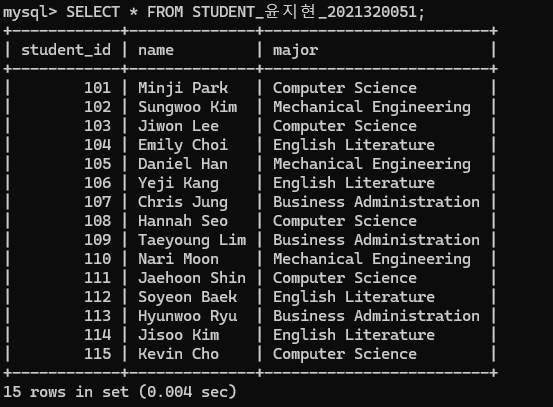 mysql> SELECT * FROM STUDENT_윤지현_2021320051;
+------------+--------------+-------------------------+
| student_id | name         | major                   |
+------------+--------------+-------------------------+
|        101 | Minji Park   | Computer Science        |
|        102 | Sungwoo Kim  | Mechanical Engineering  |
|        103 | Jiwon Lee    | Computer Science        |
|        104 | Emily Choi   | English Literature      |
|        105 | Daniel Han   | Mechanical Engineering  |
|        106 | Yeji Kang    | English Literature      |
|        107 | Chris Jung   | Business Administration |
|        108 | Hannah Seo   | Computer Science        |
|        109 | Taeyoung Lim | Business Administration |
|        110 | Nari Moon    | Mechanical Engineering  |
|        111 | Jaehoon Shin | Computer Science        |
|        112 | Soyeon Baek  | English Literature      |
|        113 | Hyunwoo Ryu  | Business Administration |
|        114 | Jisoo Kim    | English Literature      |
|        115 | Kevin Cho    | Computer Science        |
+------------+--------------+-------------------------+
15 rows in set (0.004 sec)